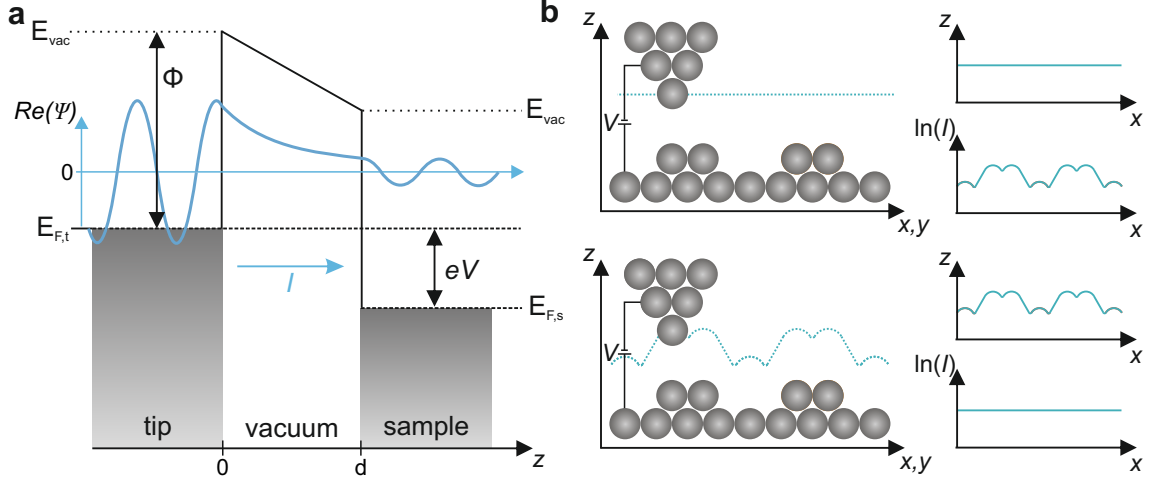 a
E_vac
Φ
Re(Ψ)
E_vac
0
E_F,t
I
eV
E_F,s
tip
vacuum
sample
0
d
z
b
z
V
x,y
z
x
ln(I)
x
z
V
x,y
z
x
ln(I)
x